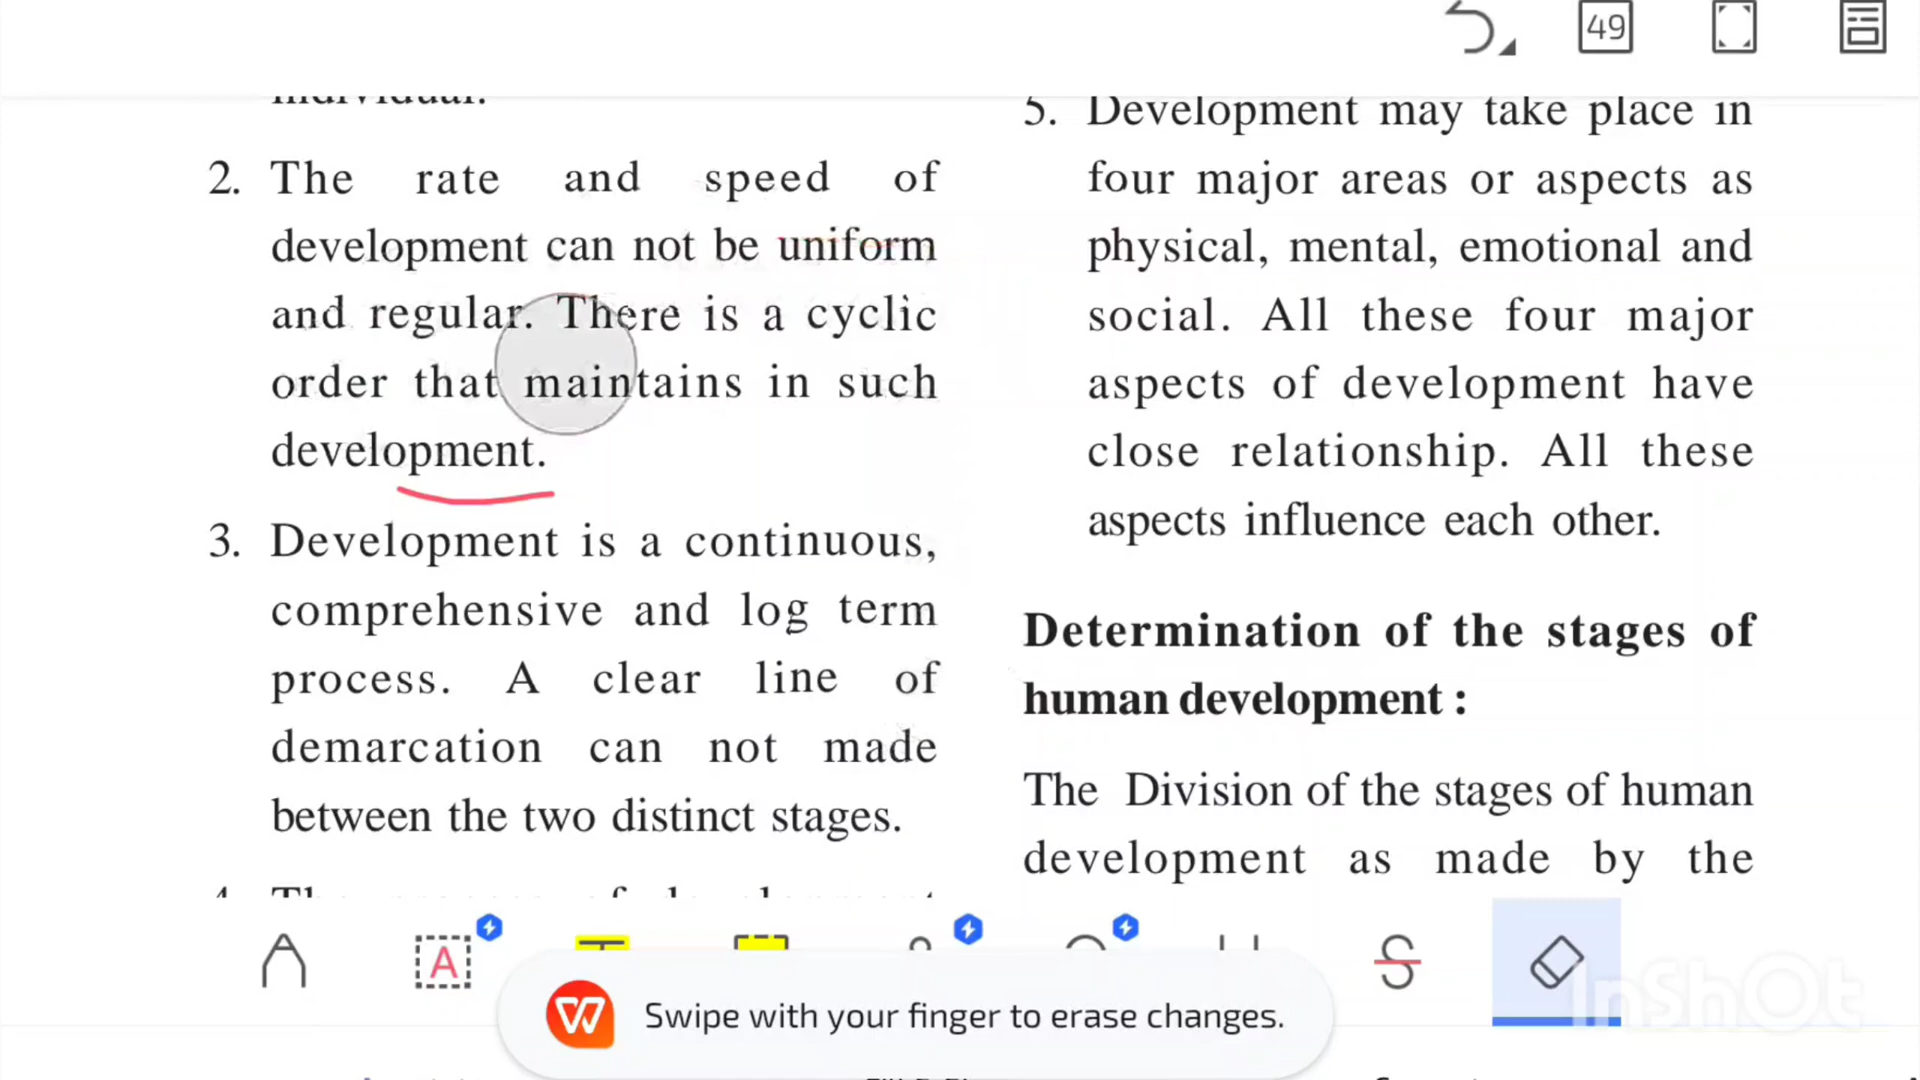 49
individual.
2. The rate and speed of
development can not be uniform
and regular. There is a cyclic
order that maintains in such
development.
3. Development is a continuous,
comprehensive and log term
process. A clear line of
demarcation can not made
between the two distinct stages.
5. Development may take place in
four major areas or aspects as
physical, mental, emotional and
social. All these four major
aspects of development have
close relationship. All these
aspects influence each other.
Determination of the stages of
human development :
The Division of the stages of human
development as made by the
A
S
Swipe with your finger to erase changes.
InShOt